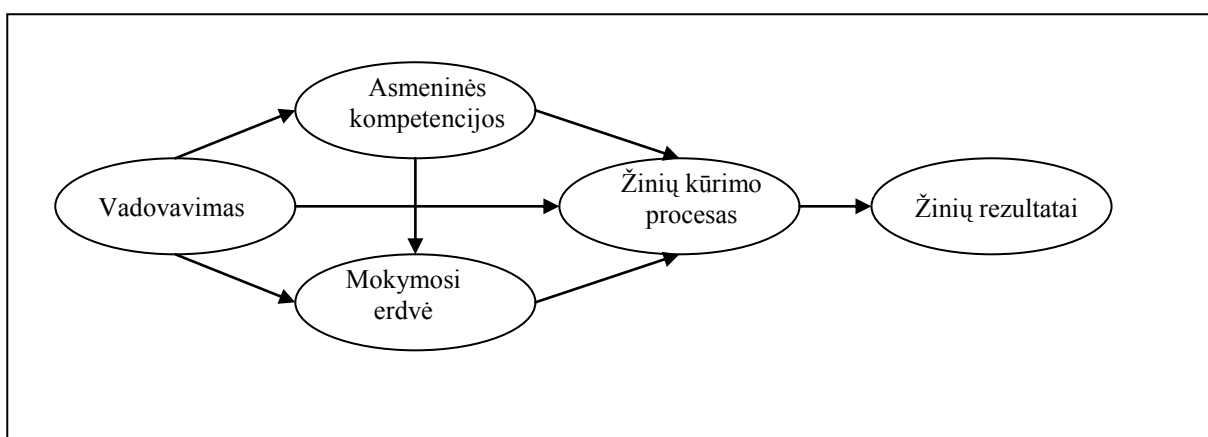 Asmeninės
kompetencijos
Vadovavimas
Žinių kūrimo
procesas
Žinių rezultatai
Mokymosi
erdvė